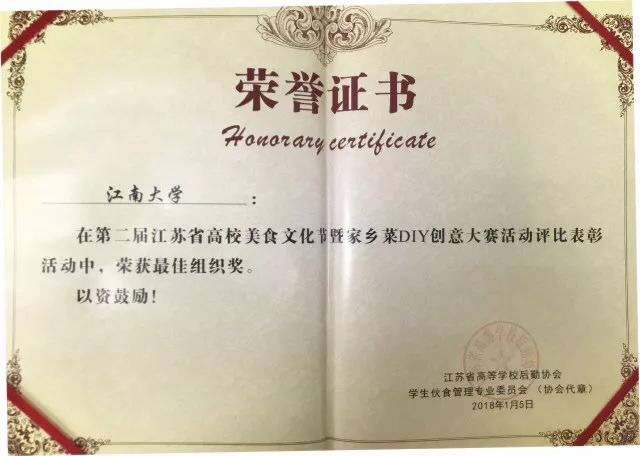 荣誉证书
Honorary certificate
江南大学：
在第二届江苏省高校美食文化节暨家乡菜DIY创意大赛活动评比表彰
活动中，荣获最佳组织奖。
以资鼓励！
江苏省高等学校后勤协会
学生伙食管理专业委员会 （协会代章）
2018年1月5日